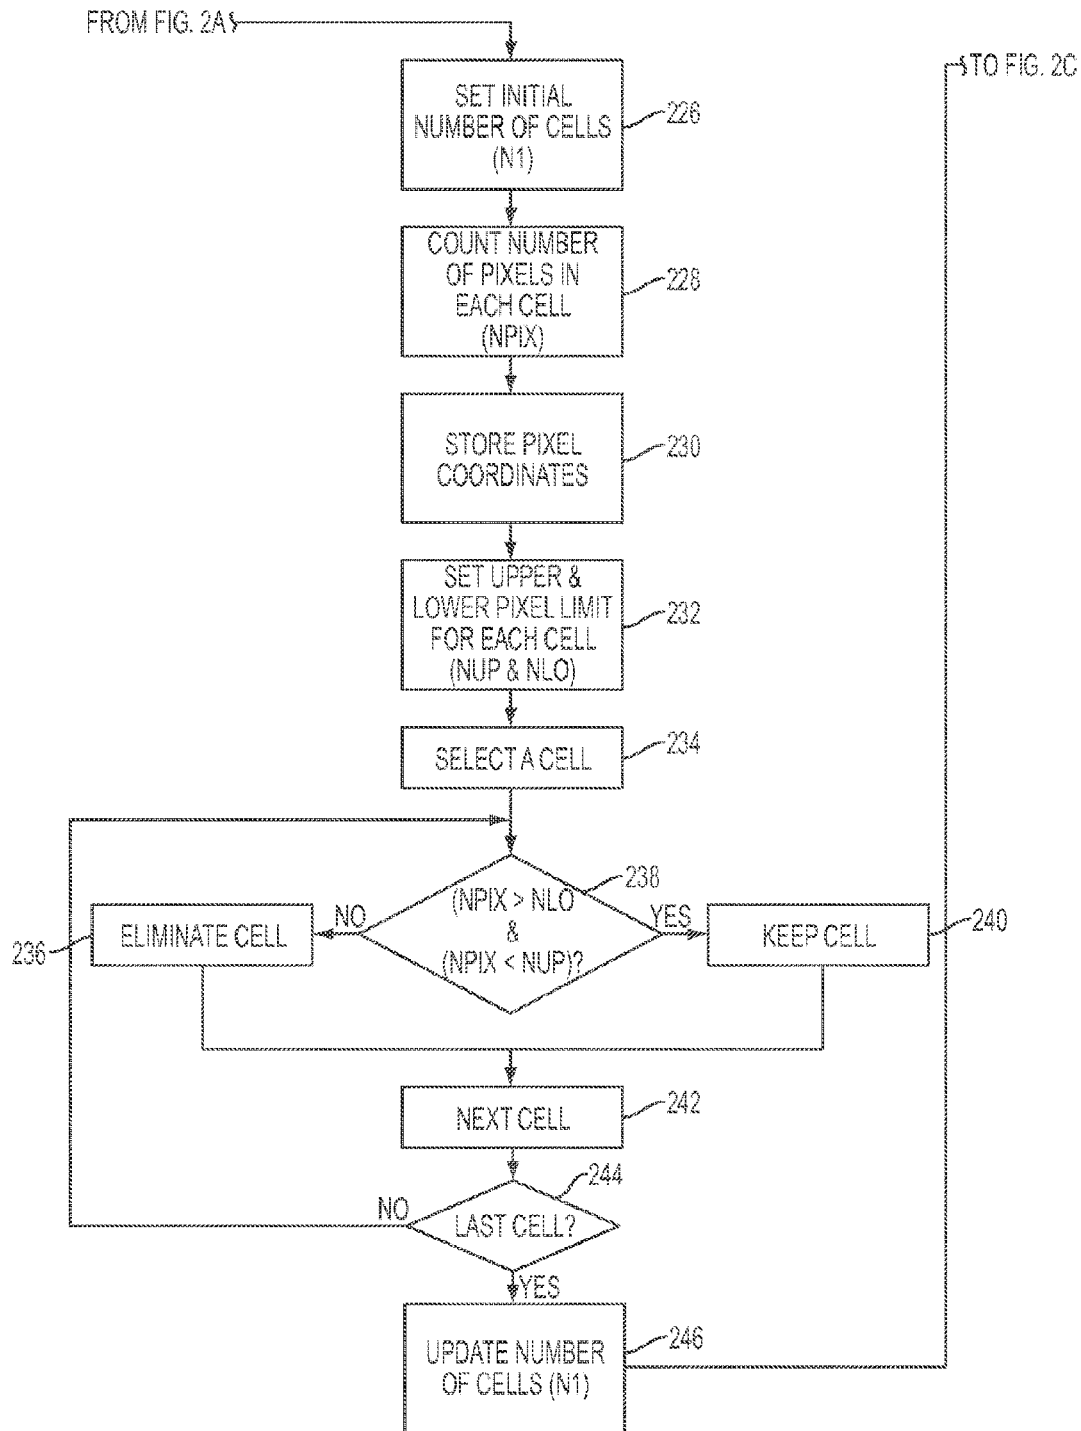 FROM FIG. 2A
TO FIG. 2C
SET INITIAL
NUMBER OF CELLS
(N1)
226
COUNT NUMBER
OF PIXELS IN
EACH CELL
(NPIX)
228
STORE PIXEL
COORDINATES
230
SET UPPER &
LOWER PIXEL LIMIT
FOR EACH CELL
(NUP & NLO)
232
SELECT A CELL
234
(NPIX > NLO
&
(NPIX < NUP)?
238
NO
YES
ELIMINATE CELL
236
KEEP CELL
240
NEXT CELL
242
LAST CELL?
244
NO
YES
UPDATE NUMBER
OF CELLS (N1)
246